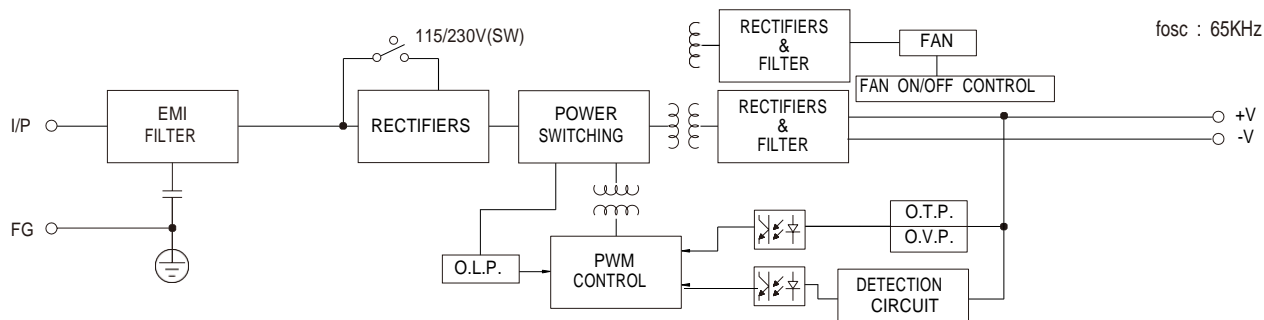 115/230V(SW)
RECTIFIERS
&
FILTER
FAN
FAN ON/OFF CONTROL
fosc : 65KHz
I/P
EMI
FILTER
RECTIFIERS
POWER
SWITCHING
RECTIFIERS
&
FILTER
+V
-V
FG
O.L.P.
PWM
CONTROL
O.T.P.
O.V.P.
DETECTION
CIRCUIT